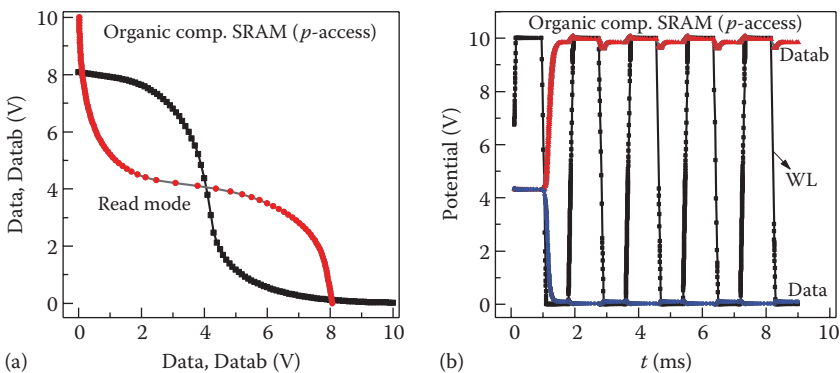 Organic comp. SRAM (p-access)
10
8
6
4
2
0
Data, Datab (V)
Read mode
0 2 4 6 8 10
Data, Datab (V)
(a)
Organic comp. SRAM (p-access)
10
8
6
4
2
0
Potential (V)
Datab
WL
Data
0 2 4 6 8 10
t (ms)
(b)